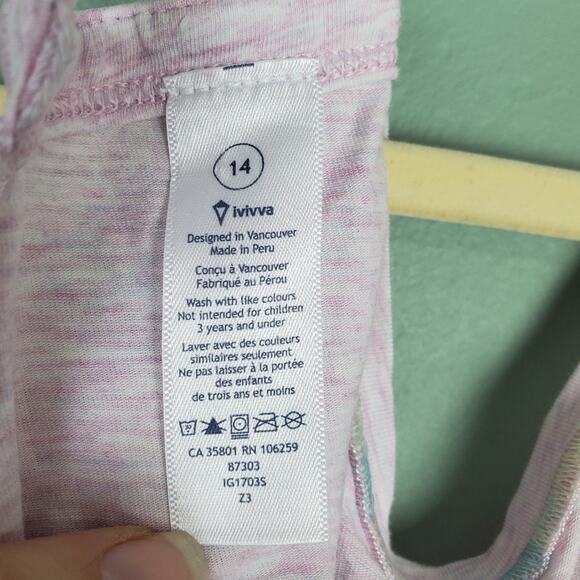 14
ivivva
Designed in Vancouver
Made in Peru
Conçu à Vancouver
Fabriqué au Pérou
Wash with like colours
Not intended for children
3 years and under
Laver avec des couleurs
similaires seulement
Ne pas laisser à la portée
des enfants
de trois ans et moins
30
CA 35801 RN 106259
87303
IG1703S
Z3